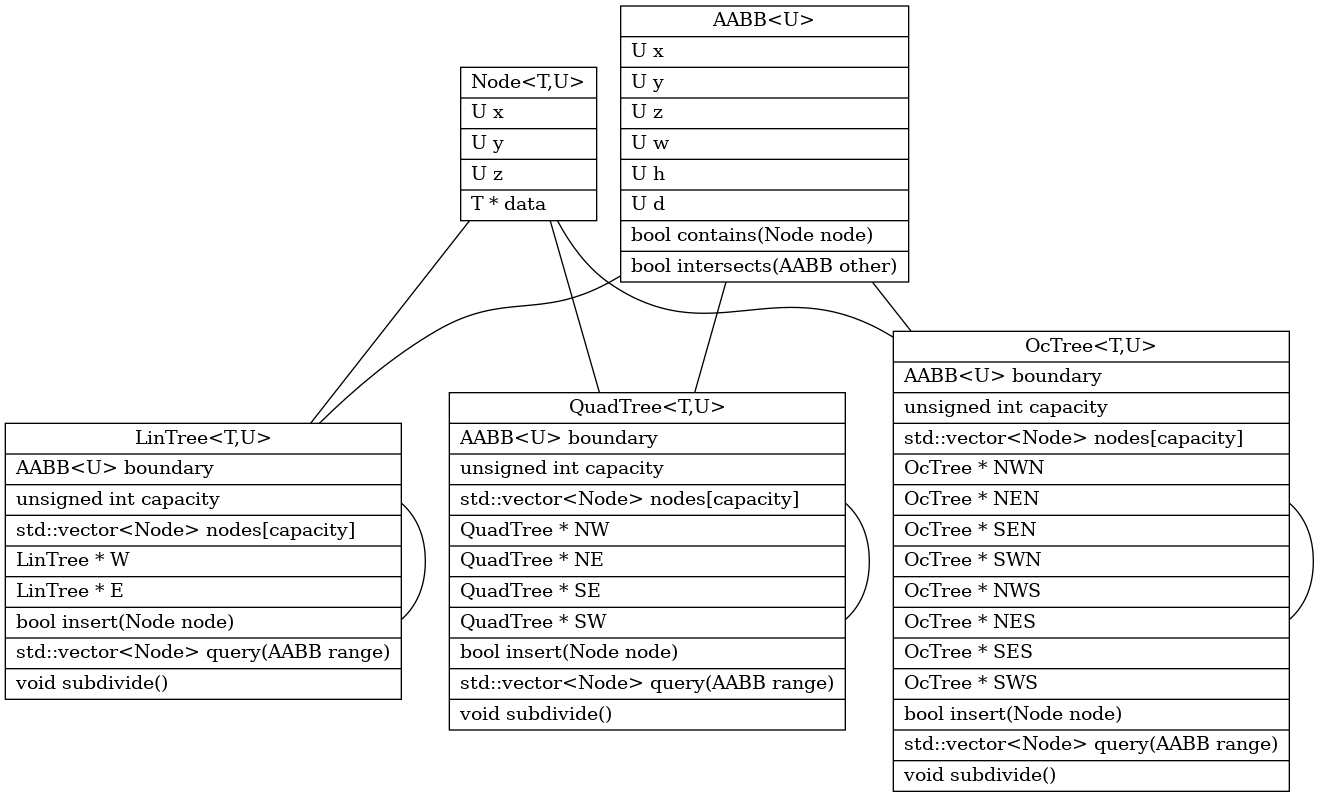 AABB<U>
U x
U y
U z
U w
U h
U d
bool contains(Node node)
bool intersects(AABB other)
Node<T,U>
U x
U y
U z
T * data
LinTree<T,U>
AABB<U> boundary
unsigned int capacity
std::vector<Node> nodes[capacity]
LinTree * W
LinTree * E
bool insert(Node node)
std::vector<Node> query(AABB range)
void subdivide()
QuadTree<T,U>
AABB<U> boundary
unsigned int capacity
std::vector<Node> nodes[capacity]
QuadTree * NW
QuadTree * NE
QuadTree * SE
QuadTree * SW
bool insert(Node node)
std::vector<Node> query(AABB range)
void subdivide()
OcTree<T,U>
AABB<U> boundary
unsigned int capacity
std::vector<Node> nodes[capacity]
OcTree * NWN
OcTree * NEN
OcTree * SEN
OcTree * SWN
OcTree * NWS
OcTree * NES
OcTree * SES
OcTree * SWS
bool insert(Node node)
std::vector<Node> query(AABB range)
void subdivide()